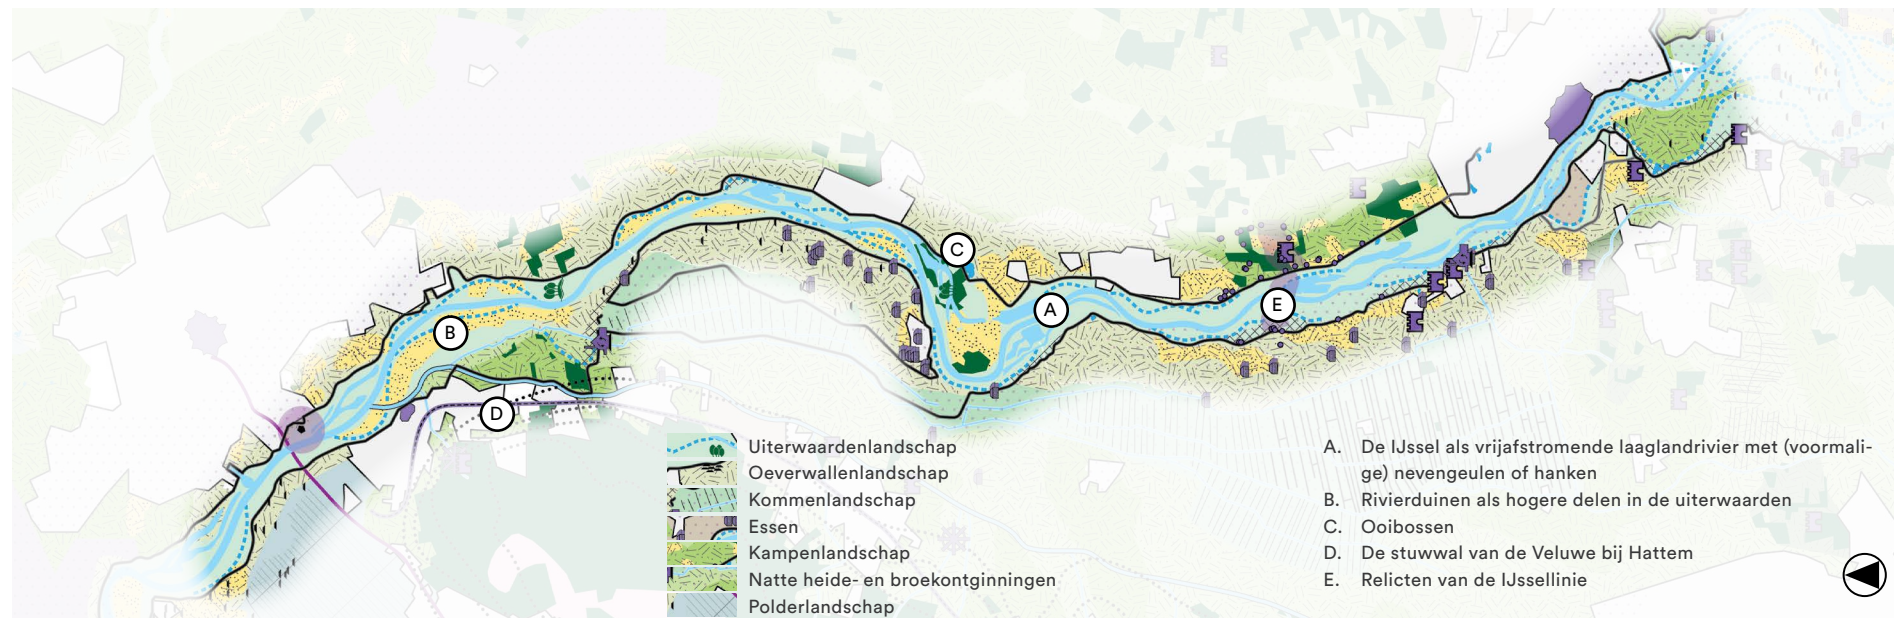 C
A
E
B
D
Uiterwaardenlandschap
Oeverwallenlandschap
Kommenlandschap
Essen
Kampenlandschap
Natte heide- en broekontginningen
Polderlandschap
A. De IJssel als vrijafstromende laaglandrivier met (voormali-
ge) nevengeulen of hanken
B. Rivierduinen als hogere delen in de uiterwaarden
C. Ooibossen
D. De stuwwal van de Veluwe bij Hattem
E. Relicten van de IJssellinie